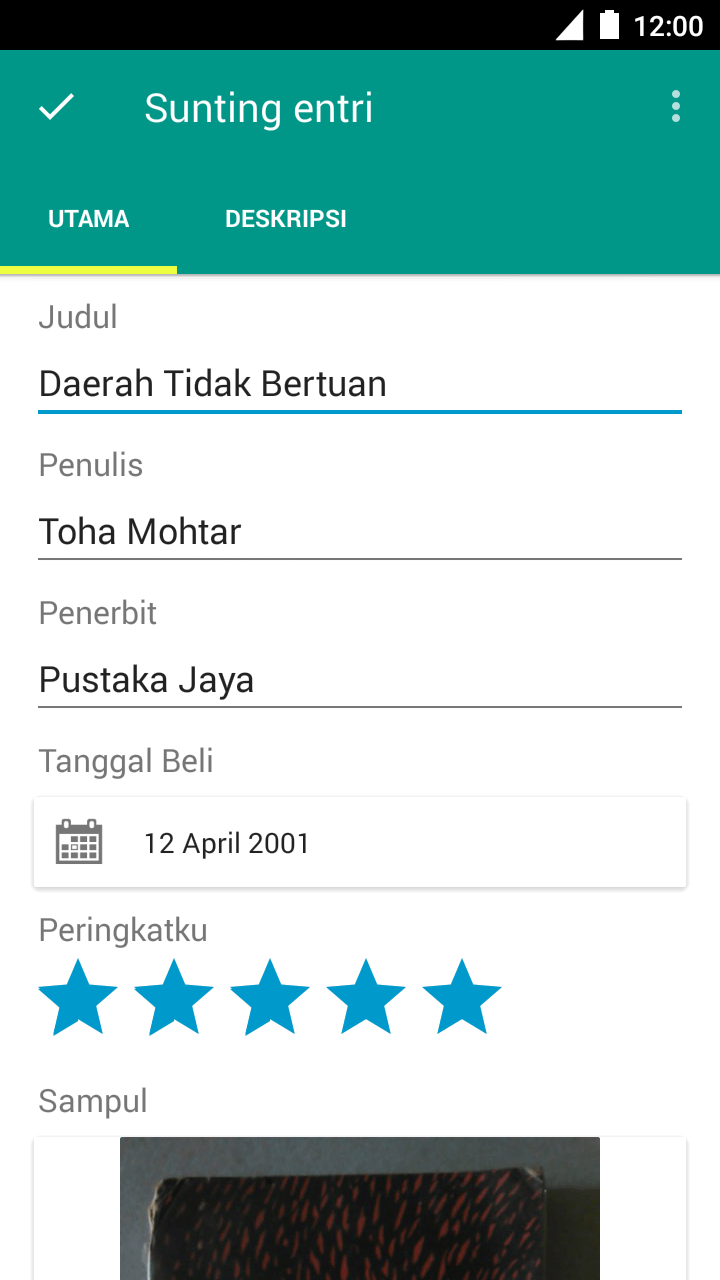 12:00
Sunting entri
UTAMA
DESKRIPSI
Judul
Daerah Tidak Bertuan
Penulis
Toha Mohtar
Penerbit
Pustaka Jaya
Tanggal Beli
12 April 2001
Peringkatku
Sampul